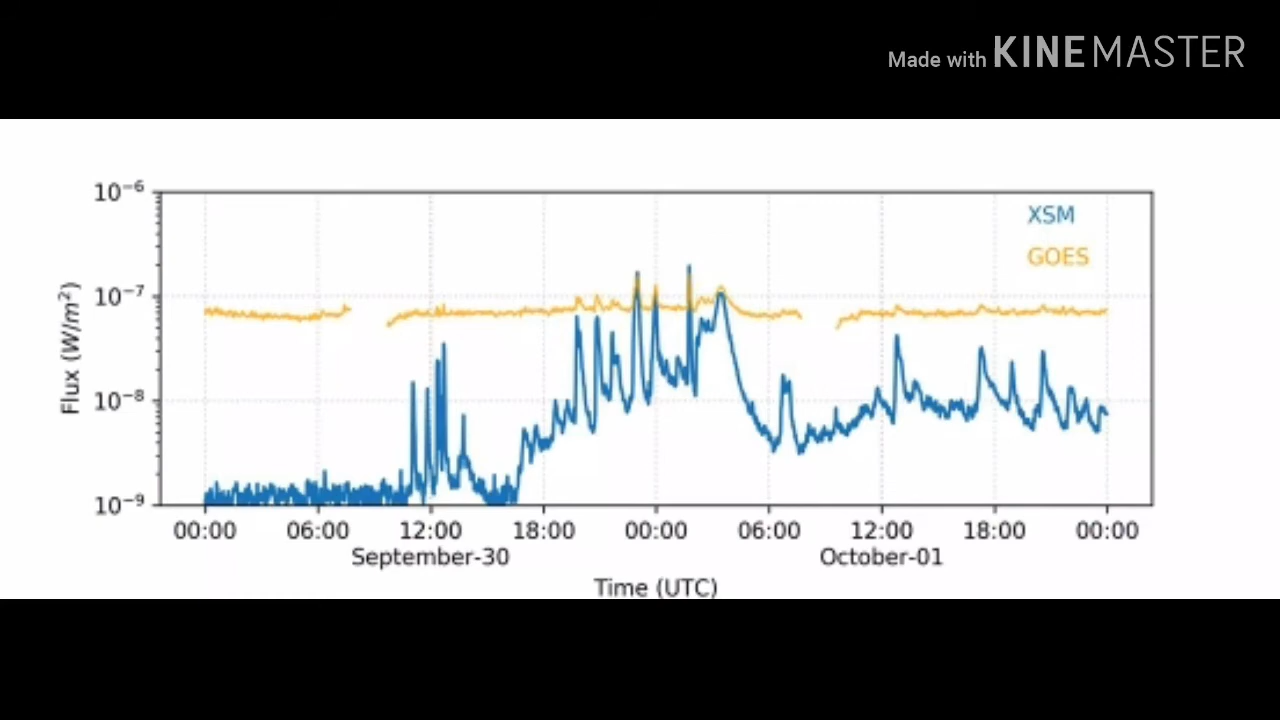 Made with KINEMASTER
XSM
GOES
10⁻⁶
10⁻⁷
10⁻⁸
10⁻⁹
Flux (W/m²)
00:00 06:00 12:00 18:00 00:00 06:00 12:00 18:00 00:00
September-30 October-01
Time (UTC)